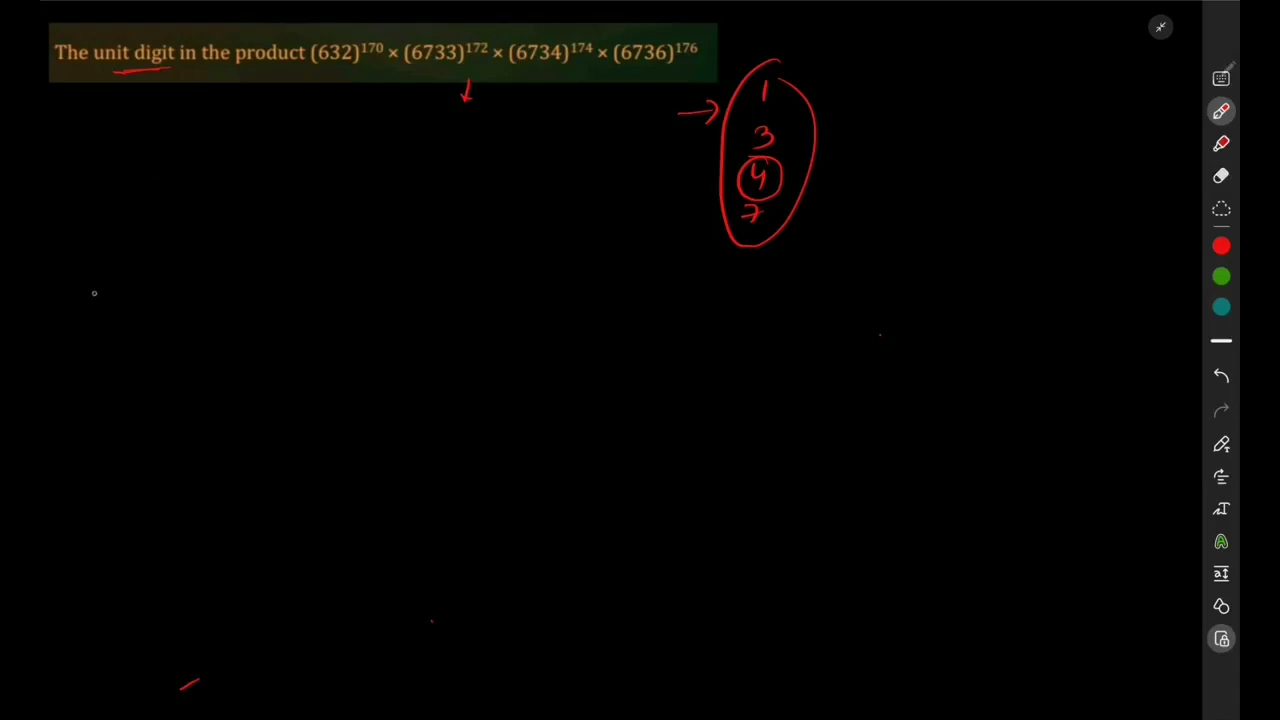 The unit digit in the product (632)¹⁷⁰ × (6733)¹⁷² × (6734)¹⁷⁴ × (6736)¹⁷⁶
1
3
4
7